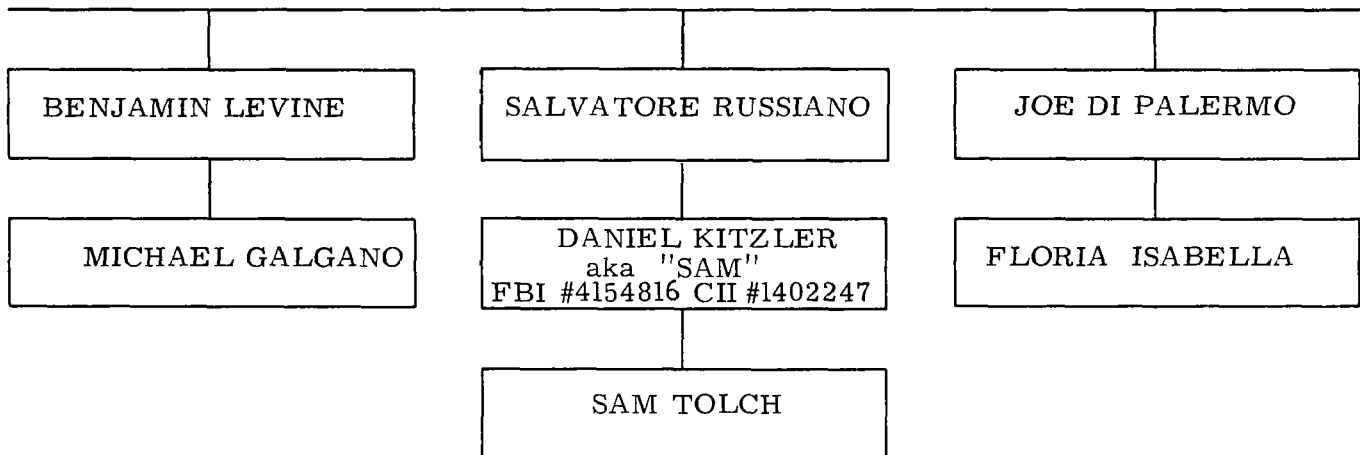 BENJAMIN LEVINE
SALVATORE RUSSIANO
JOE DI PALERMO
MICHAEL GALGANO
DANIEL KITZLER
aka "SAM"
FBI #4154816 CII #1402247
FLORIA ISABELLA
SAM TOLCH